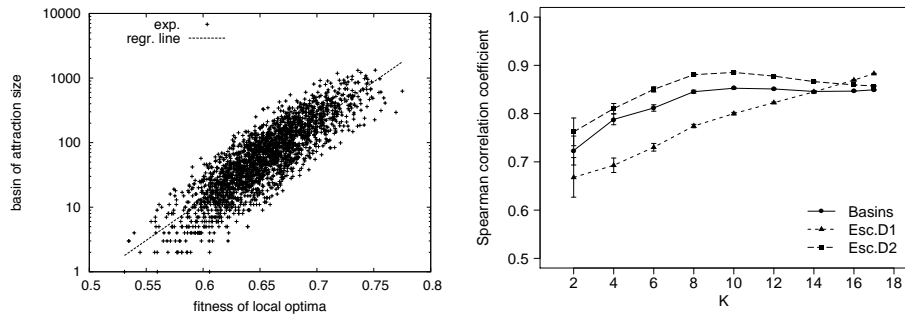 10000
1000
100
10
1
0.5
0.55
0.6
0.65
0.7
0.75
0.8
basin of attraction size
fitness of local optima
exp.
regr. line
1.0
0.9
0.8
0.7
0.6
0.5
2
4
6
8
10
12
14
16
Spearman correlation coefficient
K
Basins
Esc.D1
Esc.D2